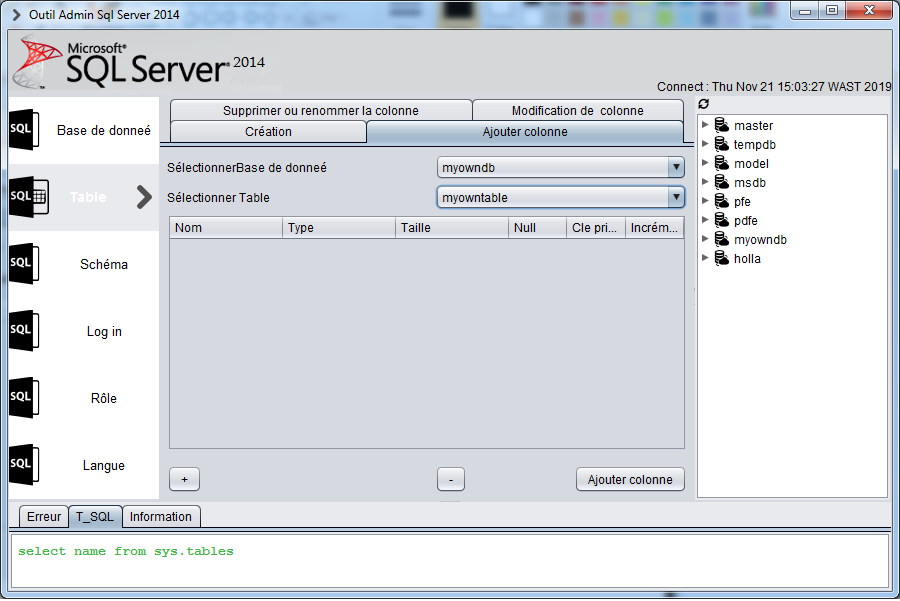 Outil Admin Sql Server 2014
Microsoft®
SQL Server® 2014
Connect : Thu Nov 21 15:03:27 WAST 2019
SQL Base de donneé
SQL Table
SQL Schéma
SQL Log in
SQL Rôle
SQL Langue
Supprimer ou renommer la colonne Modification de colonne
Création Ajouter colonne
SélectionnerBase de donneé myowndb
Sélectionner Table myowntable
Nom Type Taille Null Cle pri... Incrém...
+ - Ajouter colonne
master
tempdb
model
msdb
pfe
pdfe
myowndb
holla
Erreur T_SQL Information
select name from sys.tables